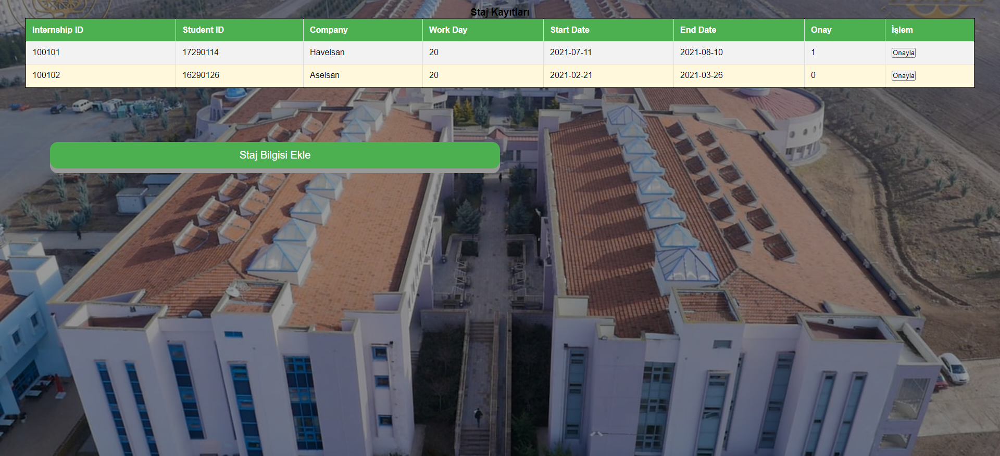 Staj Kayıtları
Internship ID Student ID Company Work Day Start Date End Date Onay İşlem
100101 17290114 Havelsan 20 2021-07-11 2021-08-10 1 Onayla
100102 16290126 Aselsan 20 2021-02-21 2021-03-26 0 Onayla
Staj Bilgisi Ekle